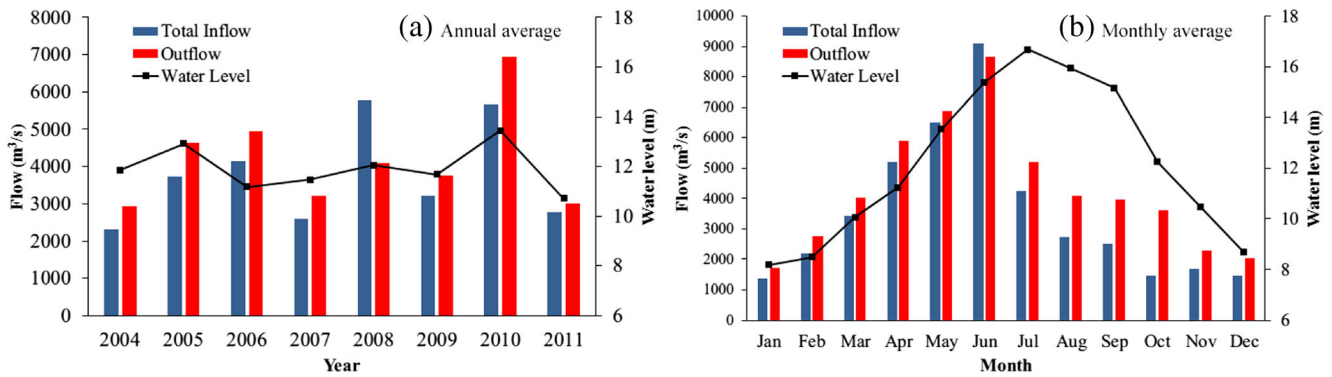 (a) Annual average
Total Inflow
Outflow
Water Level
Flow (m³/s)
8000
7000
6000
5000
4000
3000
2000
1000
0
Water level (m)
18
16
14
12
10
8
6
2004 2005 2006 2007 2008 2009 2010 2011
Year
(b) Monthly average
Total Inflow
Outflow
Water Level
Flow (m³/s)
10000
9000
8000
7000
6000
5000
4000
3000
2000
1000
0
Water level (m)
18
16
14
12
10
8
6
Jan Feb Mar Apr May Jun Jul Aug Sep Oct Nov Dec
Month